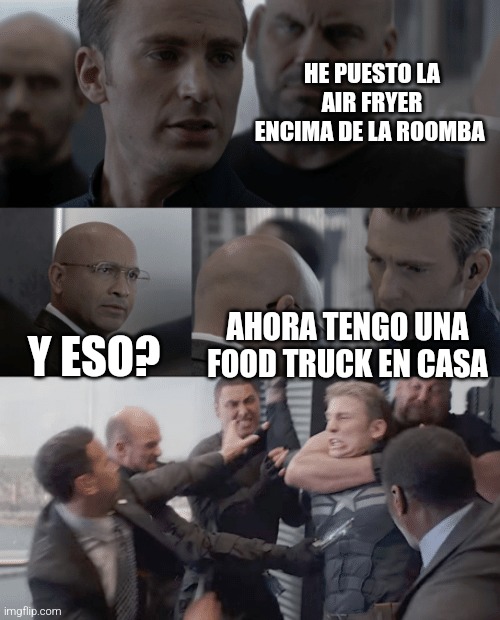 HE PUESTO LA
AIR FRYER
ENCIMA DE LA ROOMBA
Y ESO?
AHORA TENGO UNA
FOOD TRUCK EN CASA
imgflip.com